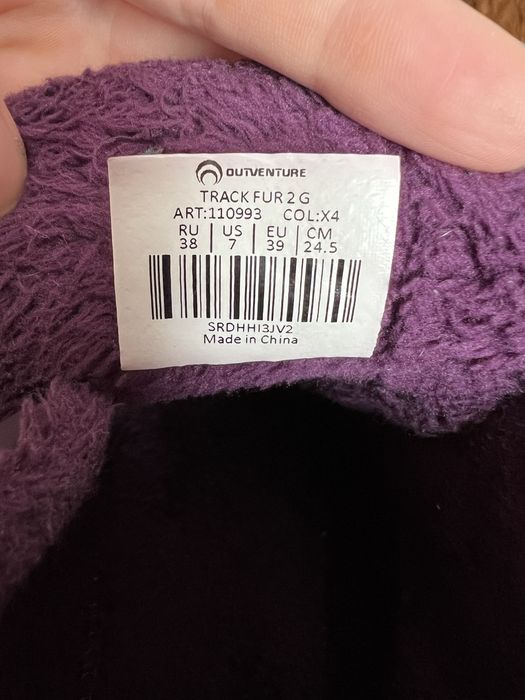 OUTVENTURE
TRACK FUR 2 G
ART:110993 COL:X4
RU US EU CM
38 7 39 24.5
SRDHHI3JV2
Made in China